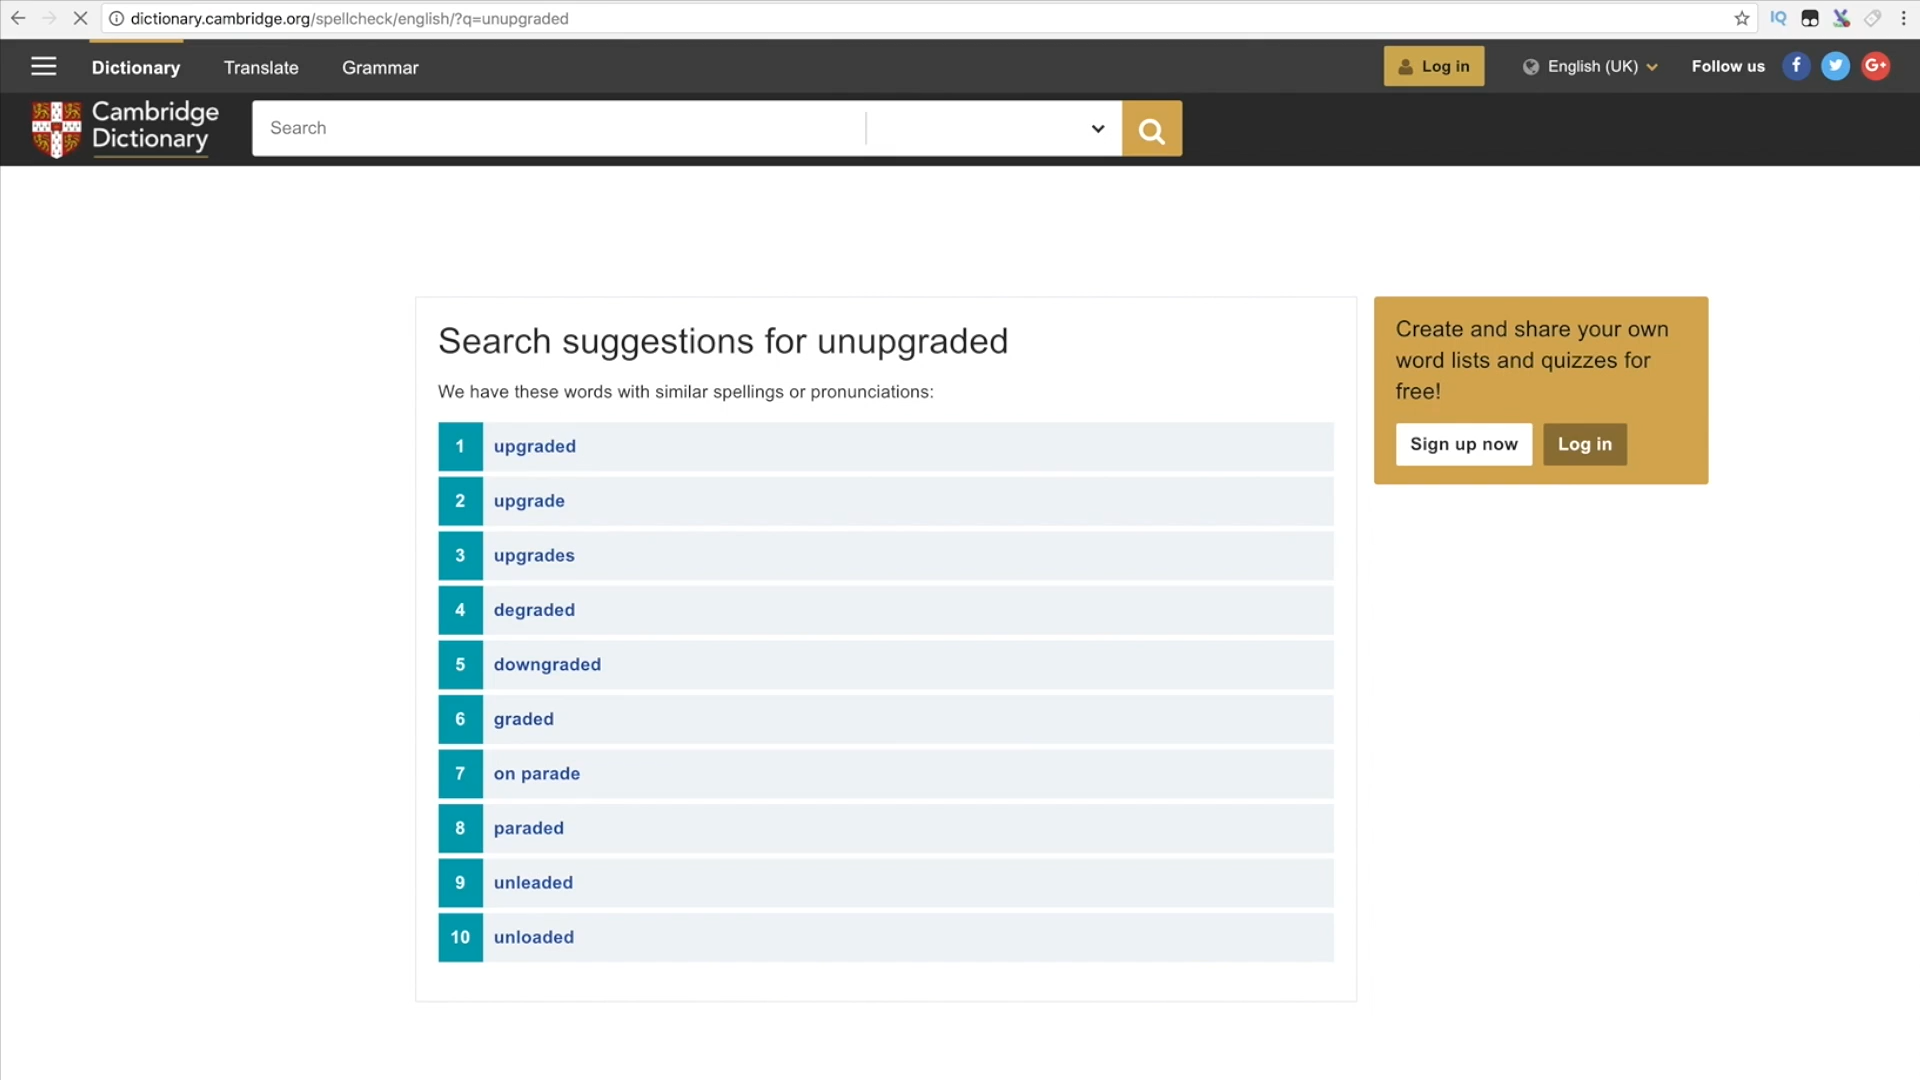 dictionary.cambridge.org/spellcheck/english/?q=unupgraded
IQ
Dictionary Translate Grammar Log in English (UK) Follow us f G+
Cambridge
Dictionary
Search
Search suggestions for unupgraded
We have these words with similar spellings or pronunciations:
1 upgraded
2 upgrade
3 upgrades
4 degraded
5 downgraded
6 graded
7 on parade
8 paraded
9 unleaded
10 unloaded
Create and share your own
word lists and quizzes for
free!
Sign up now Log in